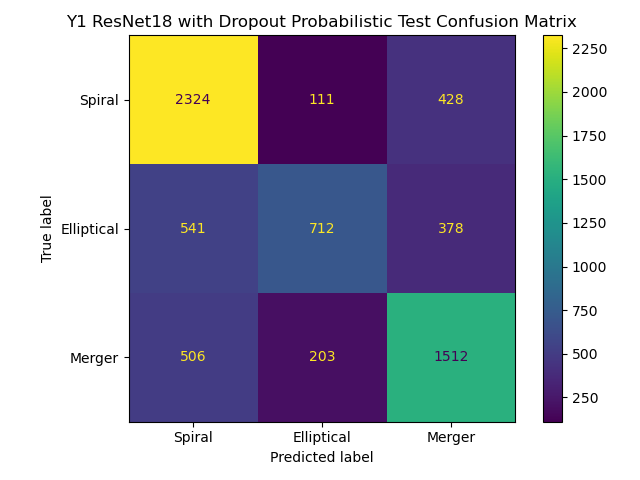 Y1 ResNet18 with Dropout Probabilistic Test Confusion Matrix
True label
Spiral
2324 111 428
Elliptical
541 712 378
Merger
506 203 1512
Spiral Elliptical Merger
Predicted label
2250
2000
1750
1500
1250
1000
750
500
250